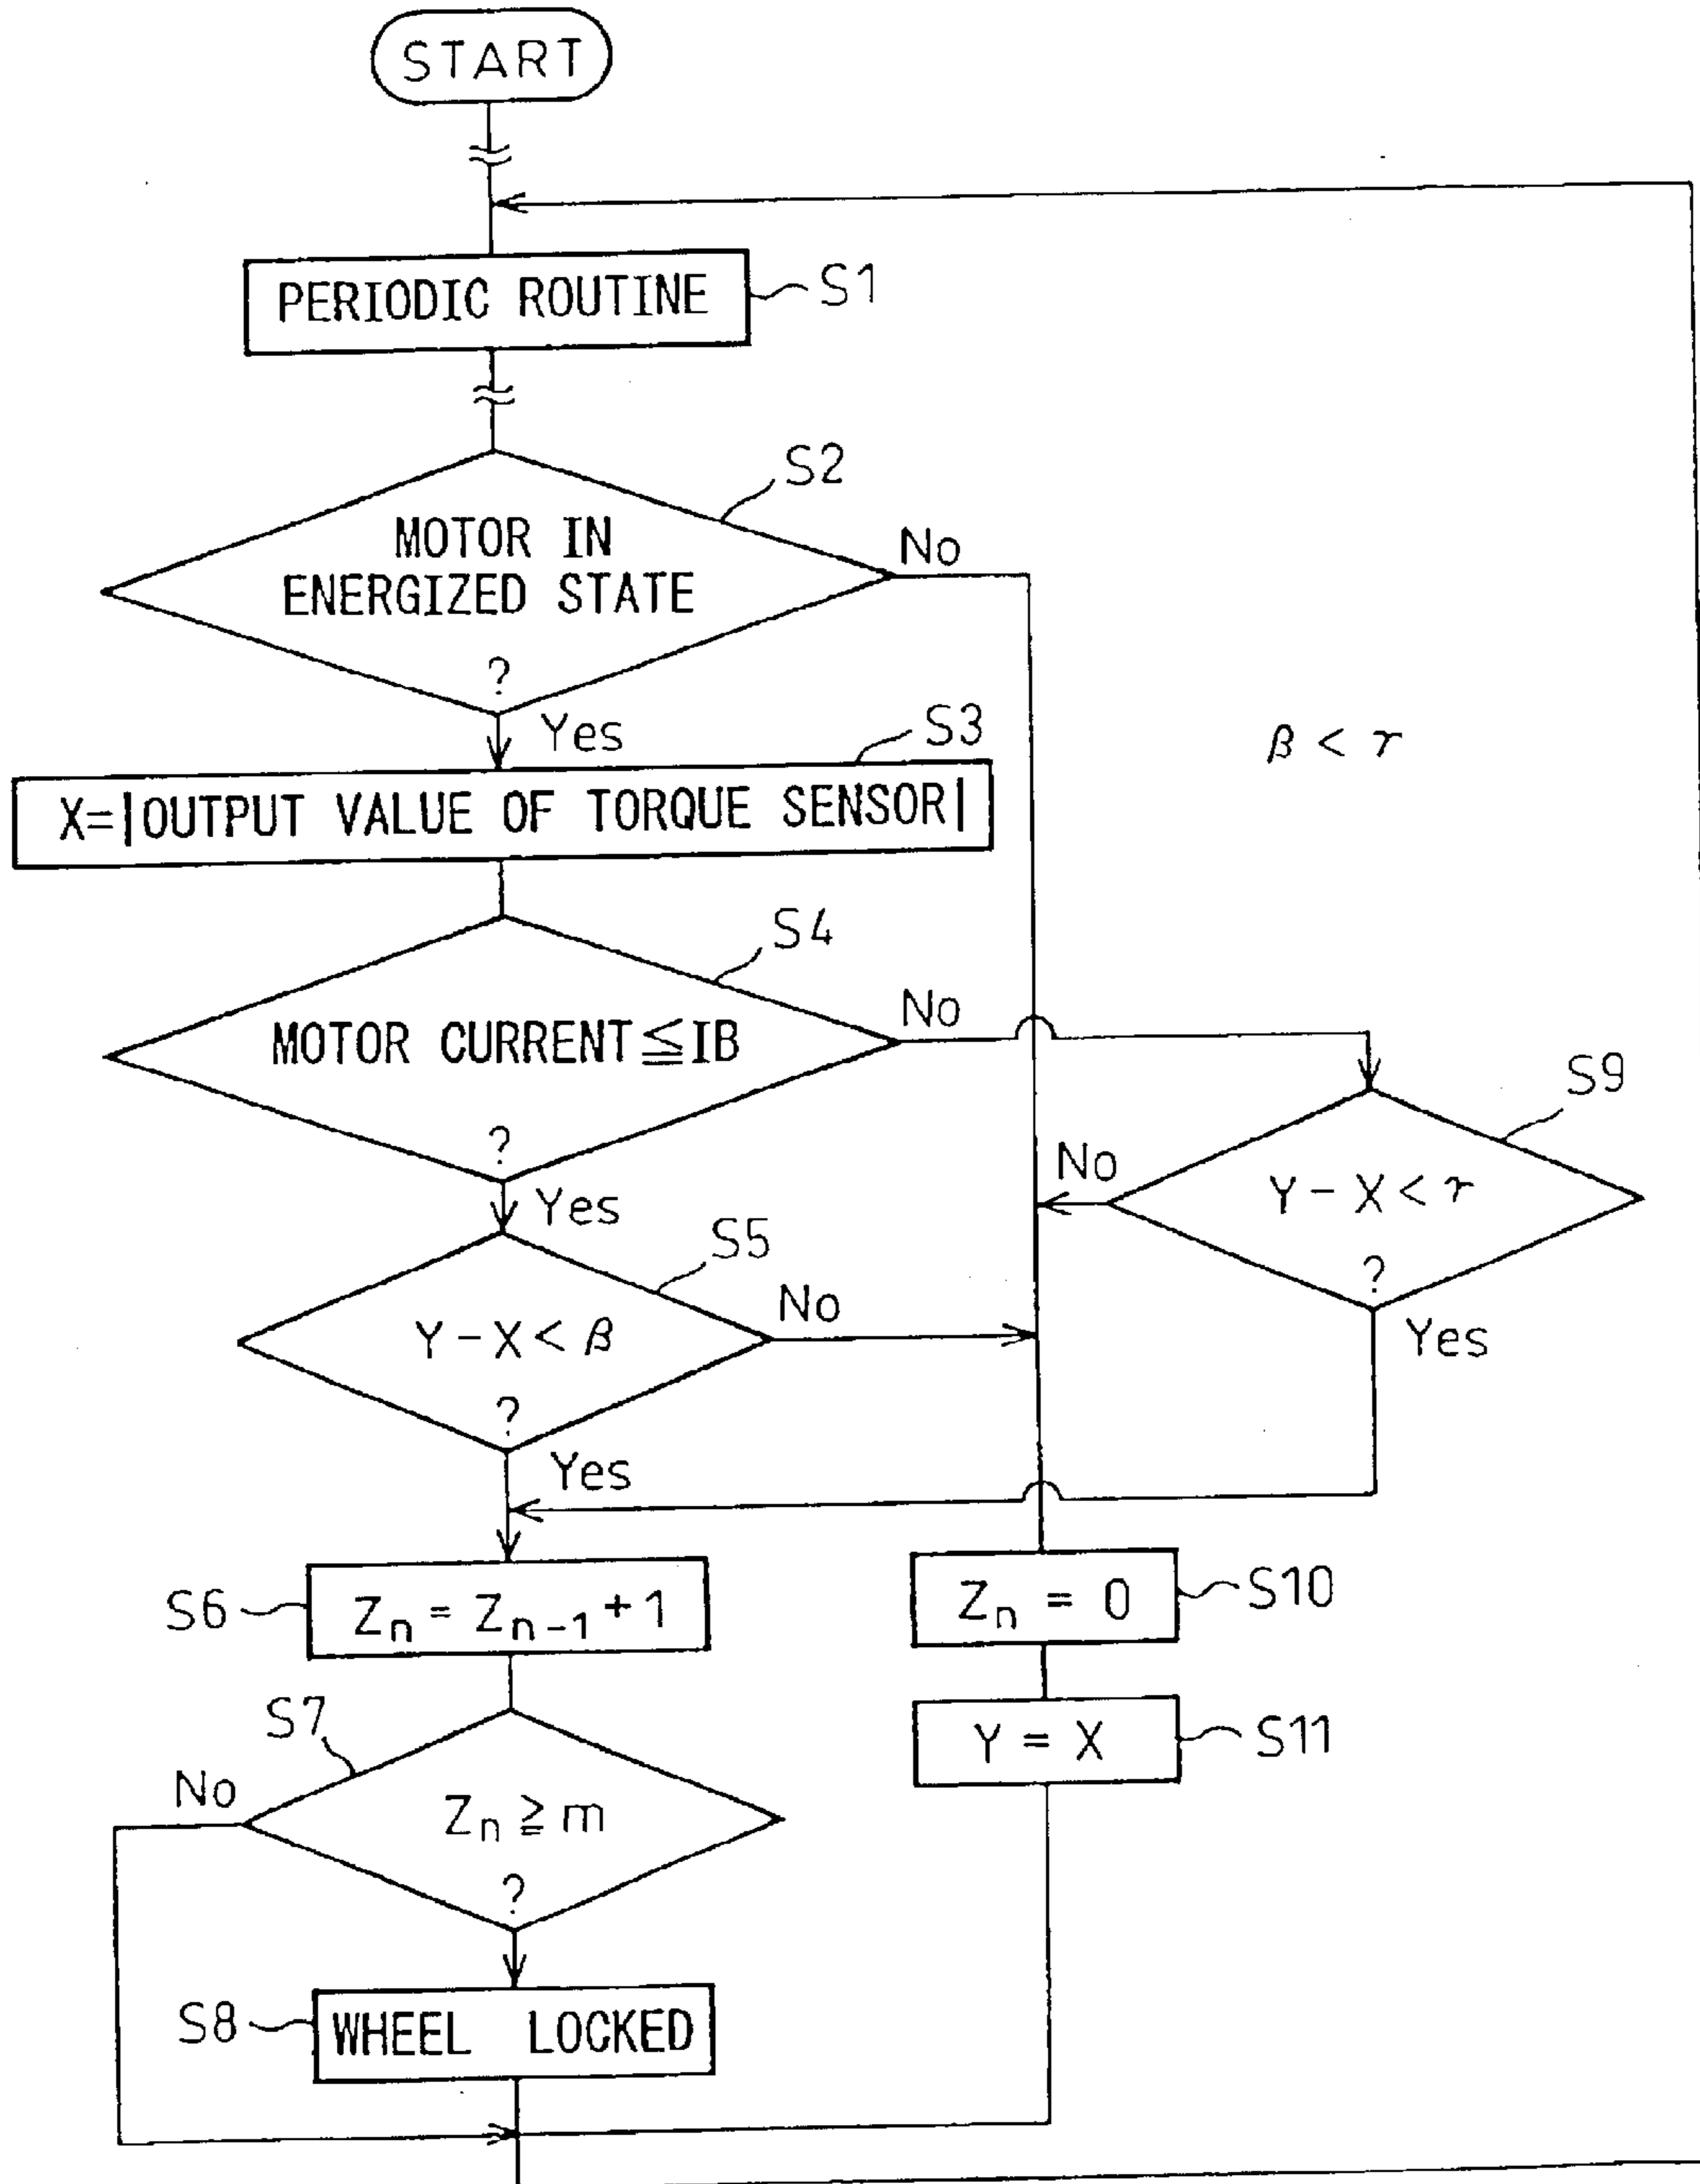 START
PERIODIC ROUTINE
S1
S2
MOTOR IN
ENERGIZED STATE
?
No
Yes
S3
β < γ
X=|OUTPUT VALUE OF TORQUE SENSOR|
S4
MOTOR CURRENT≦IB
?
No
Yes
S9
Y - X < γ
?
No
Yes
S5
Y - X < β
?
No
Yes
S6
Zn = Zn-1 + 1
Zn = 0
S10
S7
Y = X
S11
No
Zn ≧ m
?
S8
WHEEL LOCKED